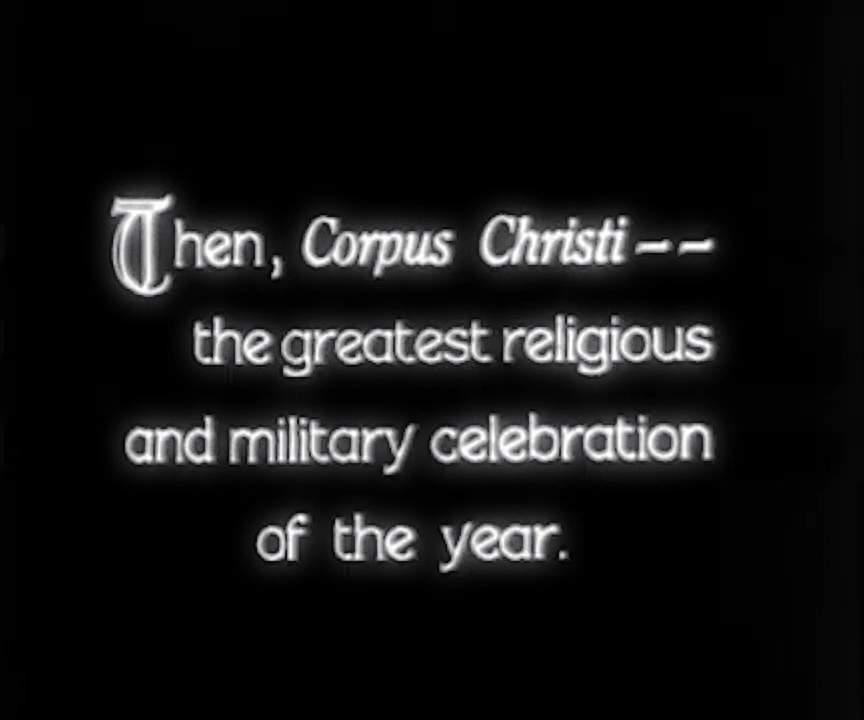 Then, Corpus Christi--
the greatest religious
and military celebration
of the year.